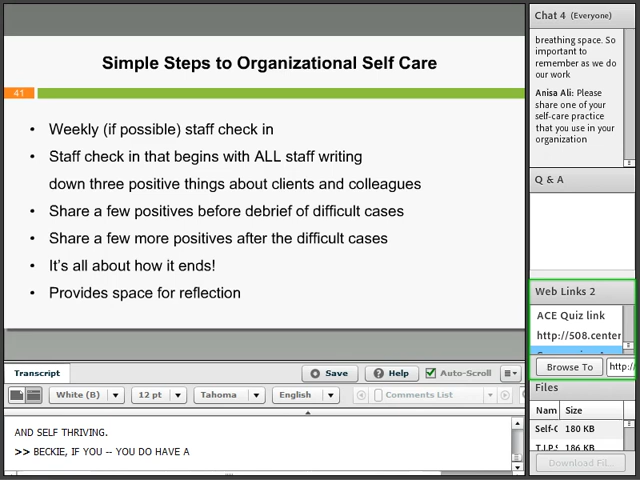 Simple Steps to Organizational Self Care
41
• Weekly (if possible) staff check in
• Staff check in that begins with ALL staff writing
down three positive things about clients and colleagues
• Share a few positives before debrief of difficult cases
• Share a few more positives after the difficult cases
• It's all about how it ends!
• Provides space for reflection
Transcript
Save
Help
Auto-Scroll
White (B)
12 pt
Tahoma
English
Comments List
AND SELF THRIVING.
>> BECKIE, IF YOU -- YOU DO HAVE A
Chat 4 (Everyone)
breathing space. So
important to
remember as we do
our work
Anisa Ali: Please
share one of your
self-care practice
that you use in your
organization
Q & A
Web Links 2
ACE Quiz link
http://508.center
Browse To
http:/
Files
Nam Size
Self-C 180 KB
T.I.P.S 186 KB
Download Fil...